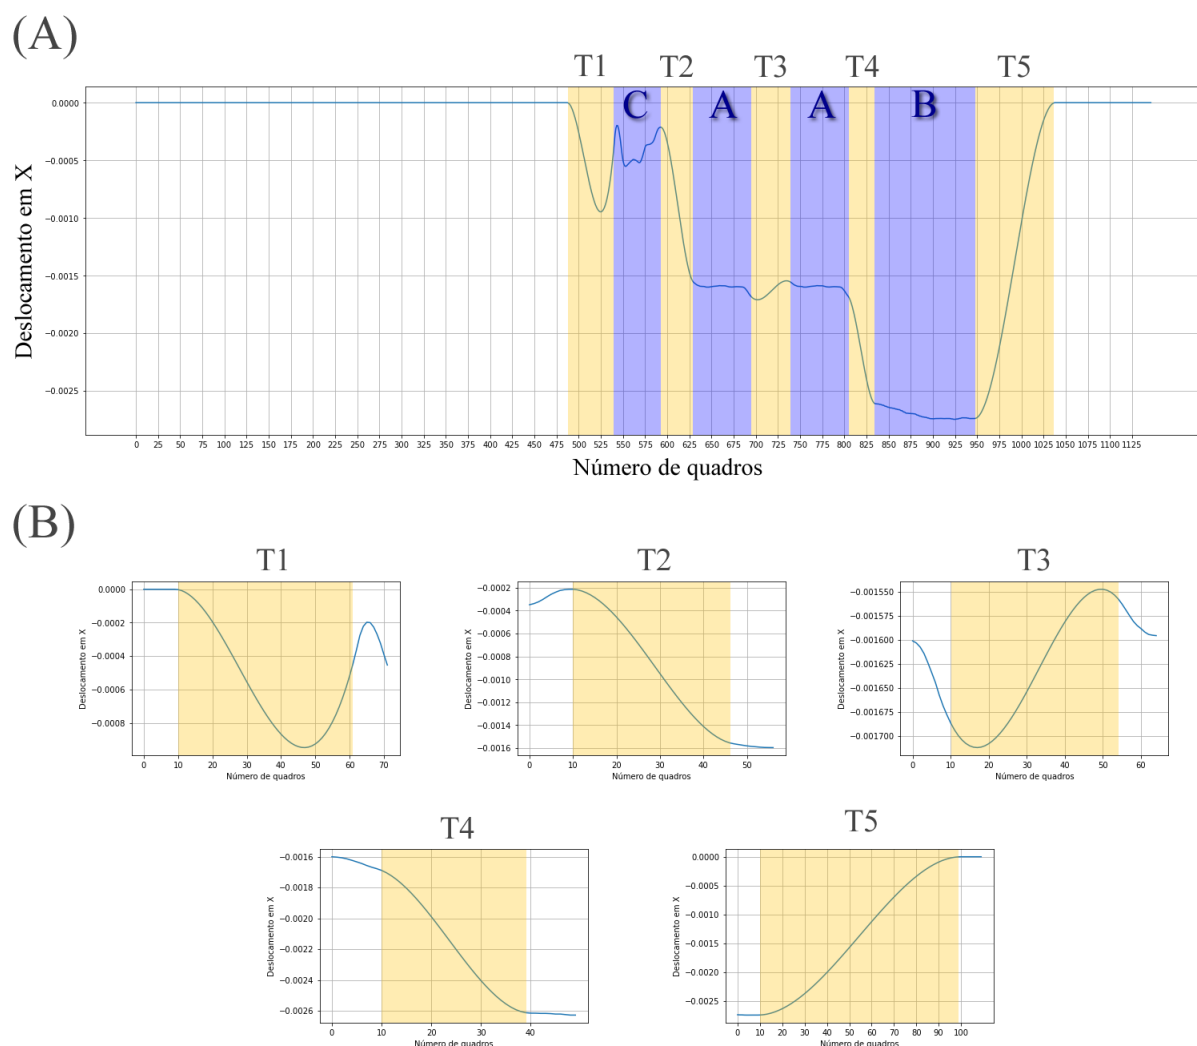 (A)
T1 T2 T3 T4 T5
C A A B
0.0000
−0.0005
−0.0010
−0.0015
−0.0020
−0.0025
Deslocamento em X
0 25 50 75 100 125 150 175 200 225 250 275 300 325 350 375 400 425 450 475 500 525 550 575 600 625 650 675 700 725 750 775 800 825 850 875 900 925 950 975 1000 1025 1050 1075 1100 1125
Número de quadros
(B)
T1
0.0000
−0.0002
−0.0004
−0.0006
−0.0008
Deslocamento em X
0 10 20 30 40 50 60 70
Número de quadros
T2
−0.0002
−0.0004
−0.0006
−0.0008
−0.0010
−0.0012
−0.0014
−0.0016
Deslocamento em X
0 10 20 30 40 50
Número de quadros
T3
−0.001550
−0.001575
−0.001600
−0.001625
−0.001650
−0.001675
−0.001700
Deslocamento em X
0 10 20 30 40 50 60
Número de quadros
T4
−0.0016
−0.0018
−0.0020
−0.0022
−0.0024
−0.0026
Deslocamento em X
0 10 20 30 40
Número de quadros
T5
0.0000
−0.0005
−0.0010
−0.0015
−0.0020
−0.0025
Deslocamento em X
0 10 20 30 40 50 60 70 80 90 100
Número de quadros